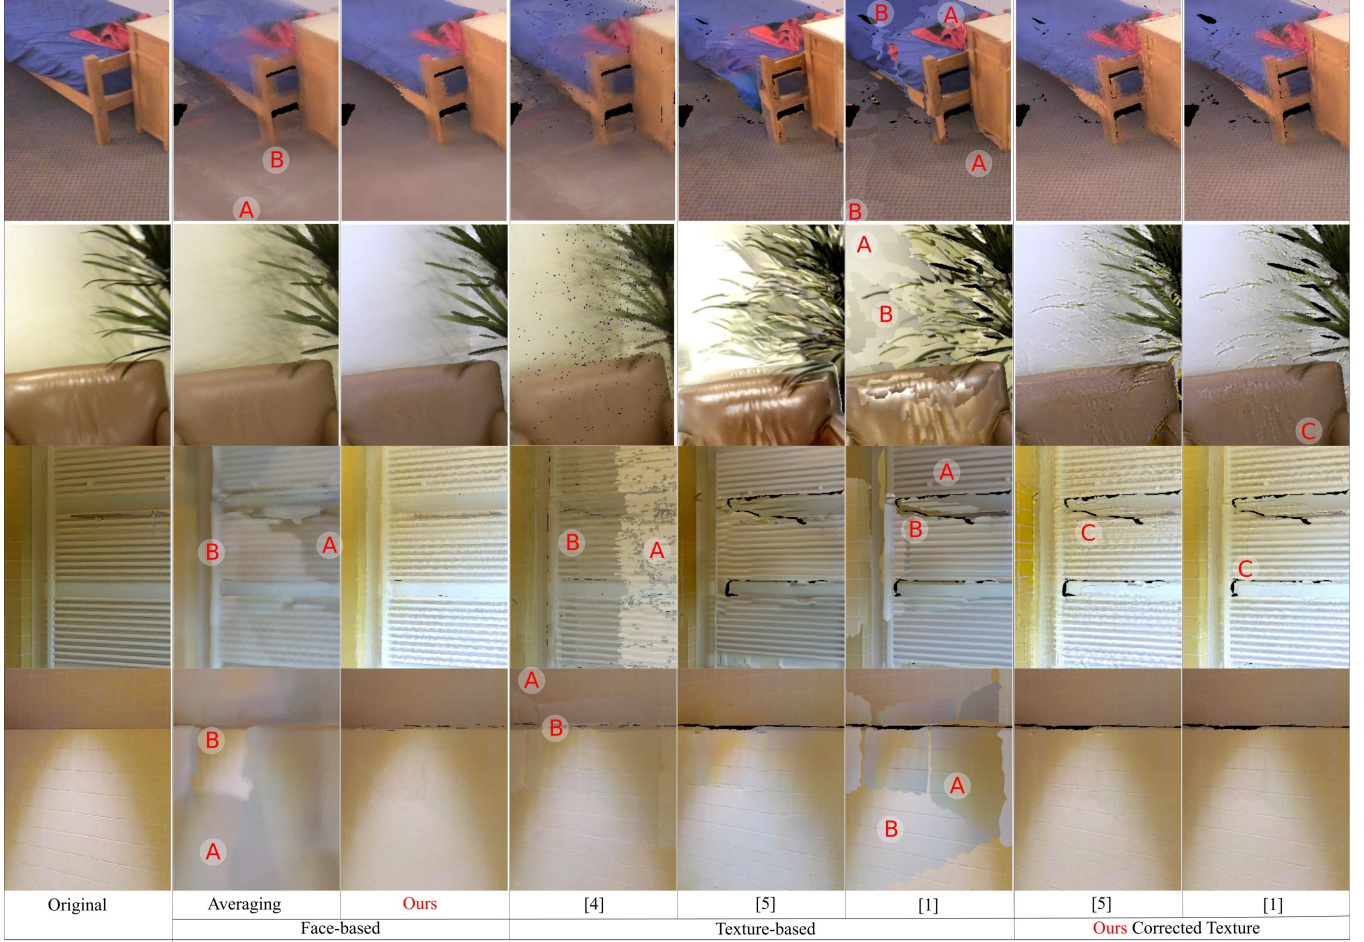 B A
B A
A B
A
B
C
A
B A B A B C
C
A
B B
A
B
A
Original Averaging Ours [4] [5] [1] [5] [1]
Face-based Texture-based Ours Corrected Texture